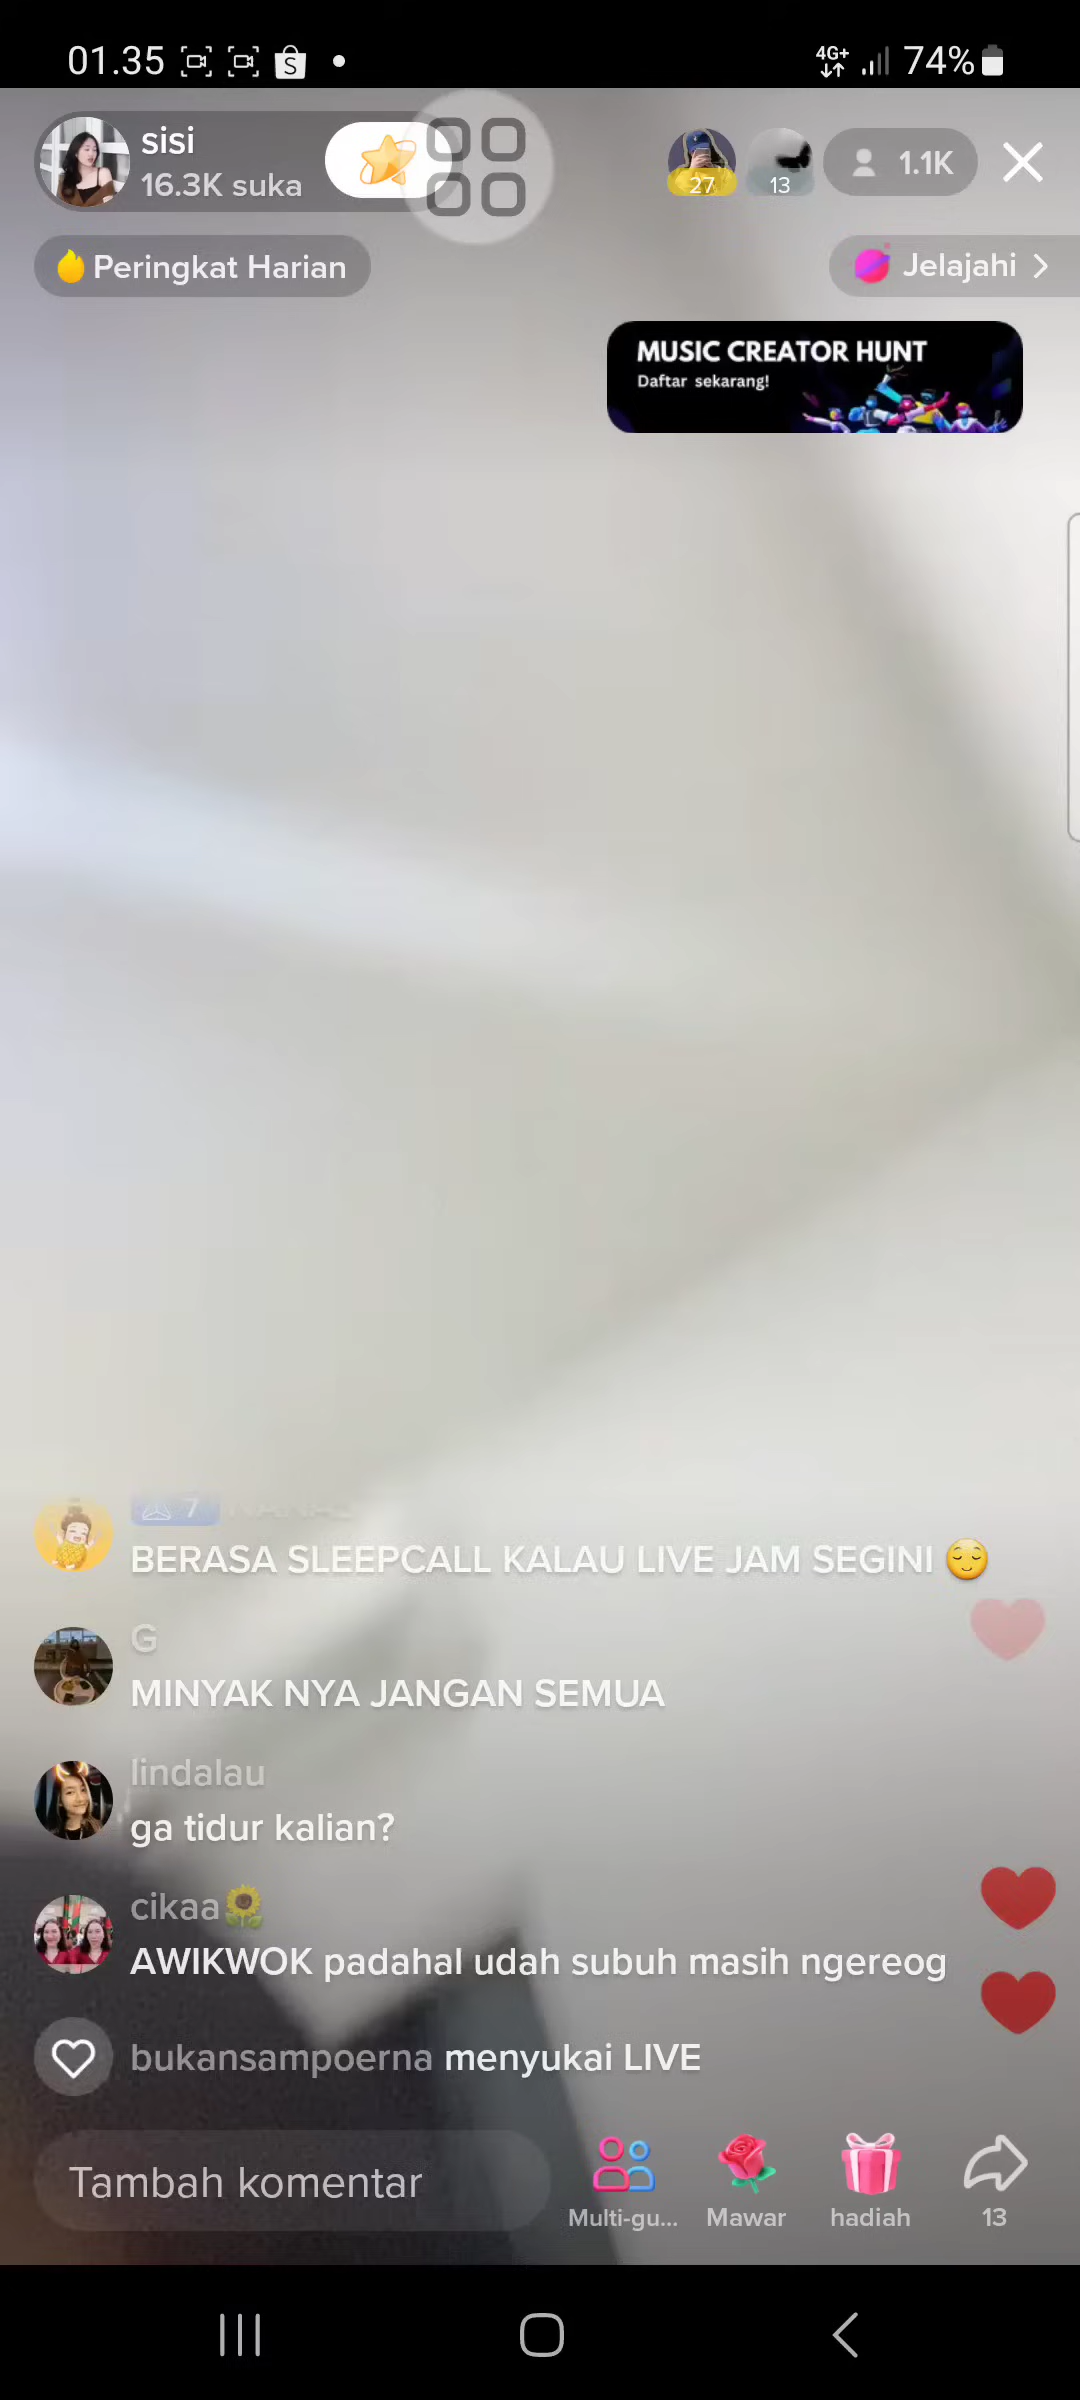 01.35
4G+ 74%
sisi
16.3K suka
27
13
1.1K
Peringkat Harian
Jelajahi
MUSIC CREATOR HUNT
Daftar sekarang!
7
BERASA SLEEPCALL KALAU LIVE JAM SEGINI 😌
G
MINYAK NYA JANGAN SEMUA
lindalau
ga tidur kalian?
cikaa🌻
AWIKWOK padahal udah subuh masih ngereog
bukansampoerna menyukai LIVE
Tambah komentar
Multi-gu...
Mawar
hadiah
13